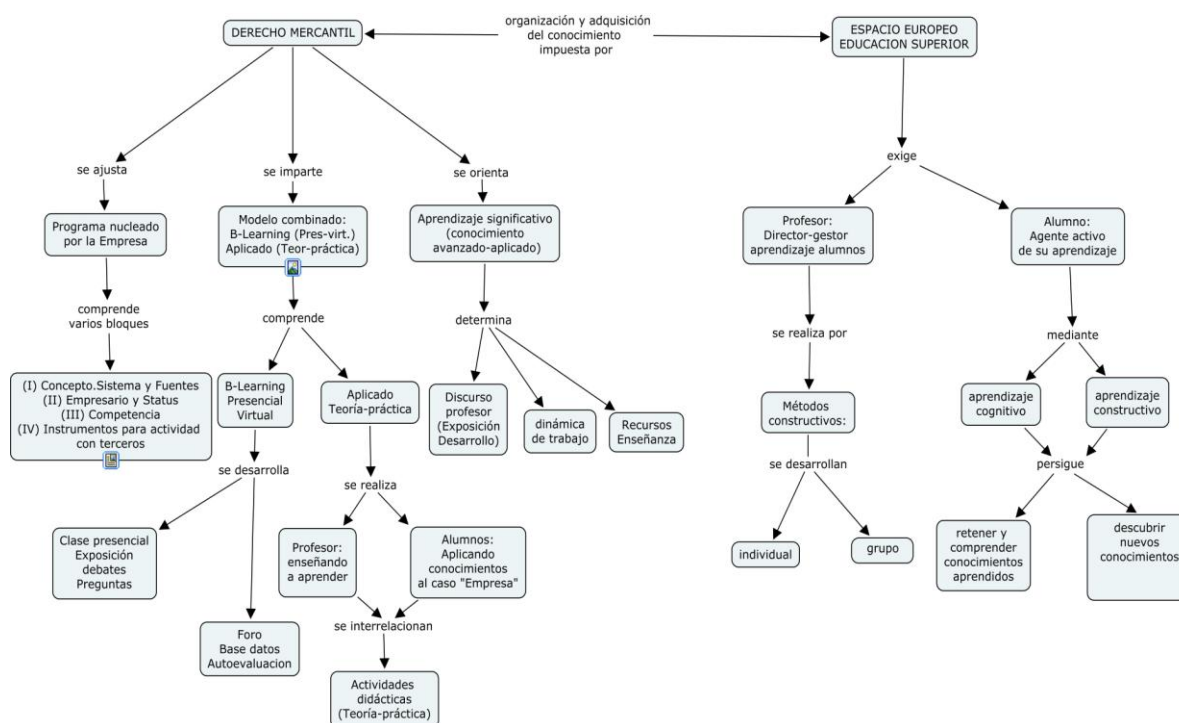 DERECHO MERCANTIL
organización y adquisición
del conocimiento
impuesta por
ESPACIO EUROPEO
EDUCACION SUPERIOR
se ajusta
se imparte
se orienta
exige
Programa nucleado
por la Empresa
Modelo combinado:
B-Learning (Pres-virt.)
Aplicado (Teor-práctica)
Aprendizaje significativo
(conocimiento
avanzado-aplicado)
Profesor:
Director-gestor
aprendizaje alumnos
Alumno:
Agente activo
de su aprendizaje
comprende
varios bloques
comprende
determina
se realiza por
mediante
(I) Concepto.Sistema y Fuentes
(II) Empresario y Status
(III) Competencia
(IV) Instrumentos para actividad
con terceros
B-Learning
Presencial
Virtual
Aplicado
Teoría-práctica
Discurso
profesor
(Exposición
Desarrollo)
dinámica
de trabajo
Recursos
Enseñanza
Métodos
constructivos:
aprendizaje
cognitivo
aprendizaje
constructivo
se desarrolla
se realiza
se desarrollan
persigue
Clase presencial
Exposición
debates
Preguntas
Profesor:
enseñando
a aprender
Alumnos:
Aplicando
conocimientos
al caso "Empresa"
individual
grupo
retener y
comprender
conocimientos
aprendidos
descubrir
nuevos
conocimientos
Foro
Base datos
Autoevaluacion
se interrelacionan
Actividades
didácticas
(Teoría-práctica)